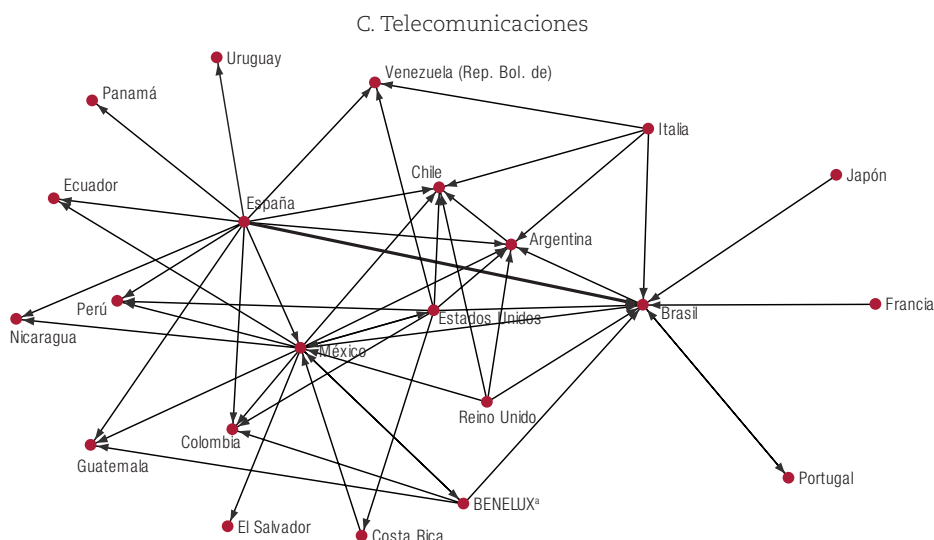 C. Telecomunicaciones
Uruguay
Venezuela (Rep. Bol. de)
Panamá
Italia
Chile
Japón
Ecuador
España
Argentina
Perú
Francia
Brasil
Estados Unidos
Nicaragua
México
Reino Unido
Colombia
Guatemala
Portugal
BENELUXª
El Salvador
Costa Rica